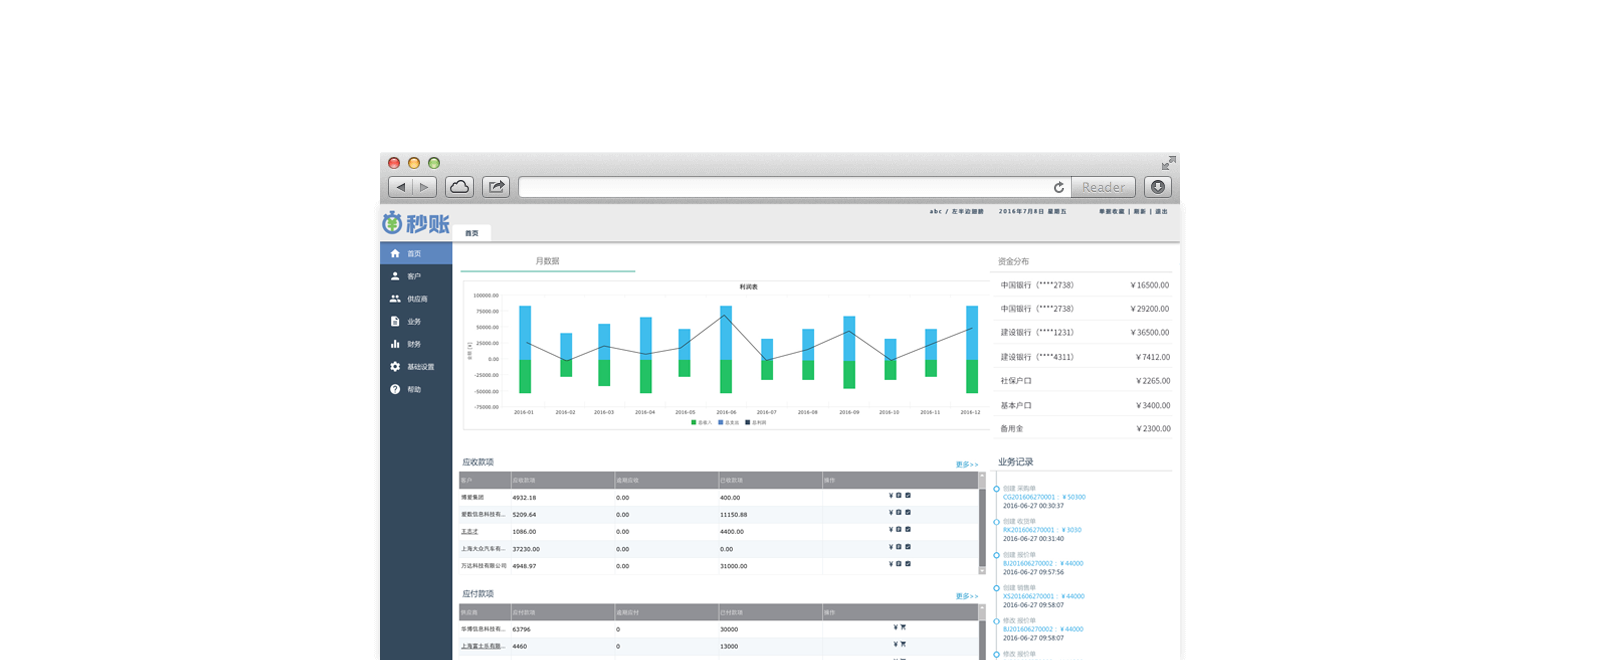 Reader
秒账
首页
abc / 左半边翅膀
2016年7月8日 星期五
单据收藏 | 刷新 | 退出
首页
客户
供应商
业务
财务
基础设置
帮助
月数据
利润表
100000.00
75000.00
50000.00
25000.00
0.00
-25000.00
-50000.00
-75000.00
金额 (¥)
2016-01 2016-02 2016-03 2016-04 2016-05 2016-06 2016-07 2016-08 2016-09 2016-10 2016-11 2016-12
总收入 总支出 总利润
资金分布
中国银行（****2738） ￥16500.00
中国银行（****2738） ￥29200.00
建设银行（****1231） ￥36500.00
建设银行（****4311） ￥7412.00
社保户口 ￥2265.00
基本户口 ￥3400.00
备用金 ￥2300.00
应收款项 更多>>
客户 应收款项 逾期应收 已收款项 操作
博爱集团 4932.18 0.00 400.00 ¥
爱数信息科技有... 5209.64 0.00 11150.88 ¥
王志才 1086.00 0.00 4400.00 ¥
上海大众汽车有... 37230.00 0.00 0.00 ¥
万达科技有限公司 4948.97 0.00 31000.00 ¥
应付款项 更多>>
供应商 应付款项 逾期应付 已付款项 操作
华博信息科技有... 63796 0 30000 ¥
上海富士乐有限... 4460 0 13000 ¥
业务记录
创建 采购单
CG201606270001 : ￥50300
2016-06-27 00:30:37
创建 收货单
RK201606270001 : ￥3030
2016-06-27 00:31:40
创建 报价单
BJ201606270002 : ￥44000
2016-06-27 09:57:56
创建 销售单
XS201606270001 : ￥44000
2016-06-27 09:58:07
修改 报价单
BJ201606270002 : ￥44000
2016-06-27 09:58:07
修改 报价单